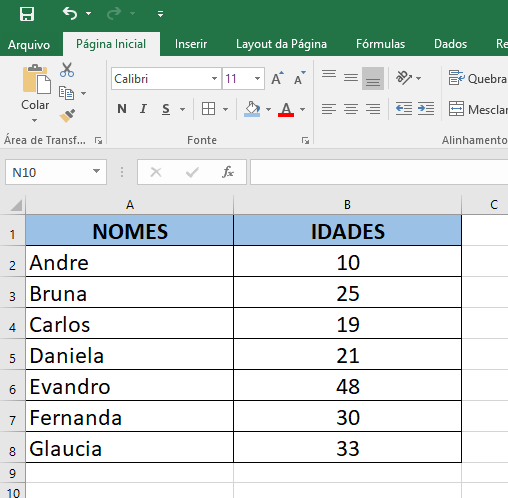 Arquivo Página Inicial Inserir Layout da Página Fórmulas Dados Re
Colar Calibri 11 A A Quebra
N I S A Mesclar
Área de Transf... Fonte Alinhamento
N10 fx
A B C
1 NOMES IDADES
2 Andre 10
3 Bruna 25
4 Carlos 19
5 Daniela 21
6 Evandro 48
7 Fernanda 30
8 Glaucia 33
9
10